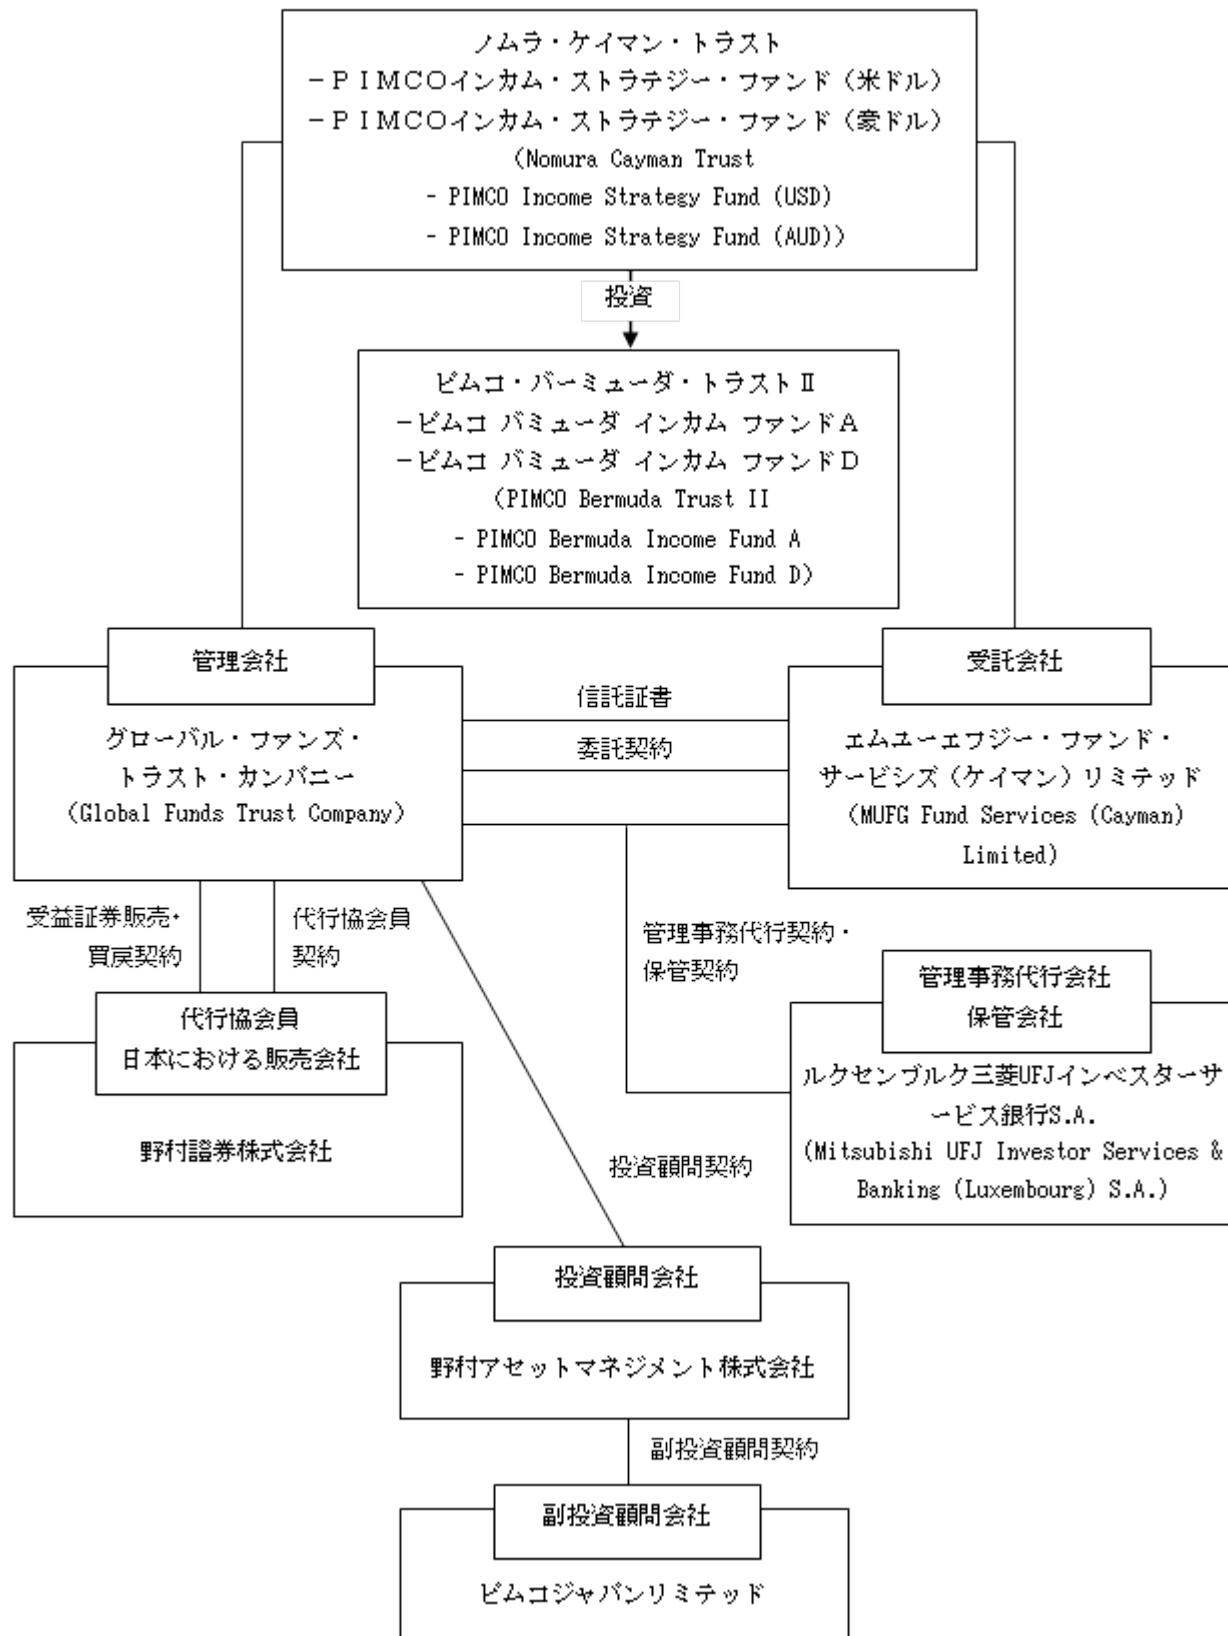 ノムラ・ケイマン・トラスト
－ＰＩＭＣＯインカム・ストラテジー・ファンド（米ドル）
－ＰＩＭＣＯインカム・ストラテジー・ファンド（豪ドル）
(Nomura Cayman Trust
- PIMCO Income Strategy Fund (USD)
- PIMCO Income Strategy Fund (AUD))
投資
ピムコ・バーミューダ・トラストⅡ
－ピムコ バミューダ インカム ファンドA
－ピムコ バミューダ インカム ファンドD
(PIMCO Bermuda Trust II
- PIMCO Bermuda Income Fund A
- PIMCO Bermuda Income Fund D)
管理会社
グローバル・ファンズ・
トラスト・カンパニー
(Global Funds Trust Company)
信託証書
委託契約
受託会社
エムユーエフジー・ファンド・
サービシズ（ケイマン）リミテッド
(MUFG Fund Services (Cayman)
Limited)
受益証券販売・
買戻契約
代行協会員
契約
管理事務代行契約・
保管契約
代行協会員
日本における販売会社
野村證券株式会社
管理事務代行会社
保管会社
ルクセンブルク三菱UFJインベスターサ
ービス銀行S.A.
(Mitsubishi UFJ Investor Services &
Banking (Luxembourg) S.A.)
投資顧問契約
投資顧問会社
野村アセットマネジメント株式会社
副投資顧問契約
副投資顧問会社
ピムコジャパンリミテッド